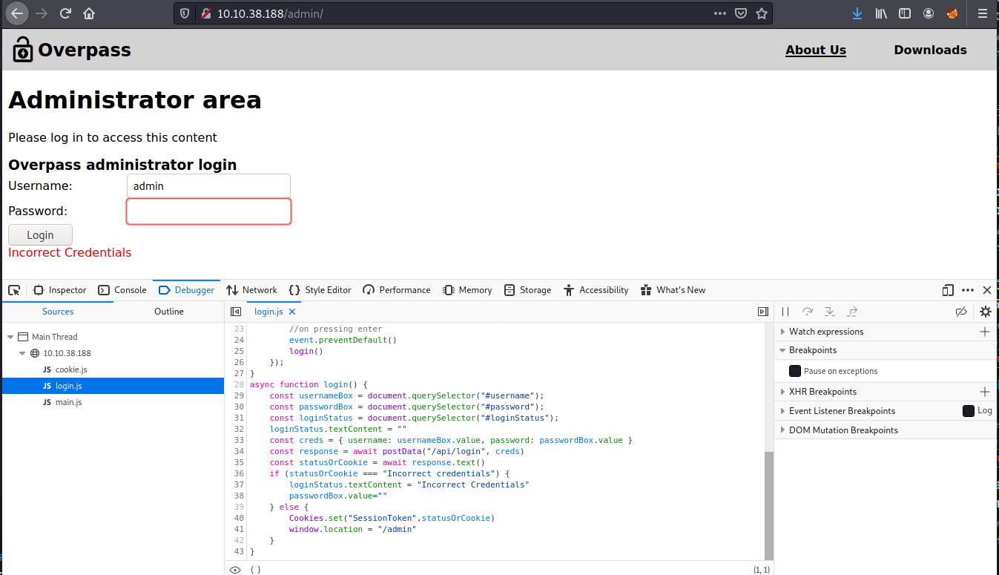 10.10.38.188/admin/
Overpass
About Us
Downloads
Administrator area
Please log in to access this content
Overpass administrator login
Username:
admin
Password:
Login
Incorrect Credentials
Inspector
Console
Debugger
Network
Style Editor
Performance
Memory
Storage
Accessibility
What's New
Sources
Outline
login.js
Main Thread
10.10.38.188
JS cookie.js
JS login.js
JS main.js
23 //on pressing enter
24 event.preventDefault()
25 login()
26 });
27 }
28 async function login() {
29 const usernameBox = document.querySelector("#username");
30 const passwordBox = document.querySelector("#password");
31 const loginStatus = document.querySelector("#loginStatus");
32 loginStatus.textContent = ""
33 const creds = { username: usernameBox.value, password: passwordBox.value }
34 const response = await postData("/api/login", creds)
35 const statusOrCookie = await response.text()
36 if (statusOrCookie === "Incorrect credentials") {
37 loginStatus.textContent = "Incorrect Credentials"
38 passwordBox.value=""
39 } else {
40 Cookies.set("SessionToken",statusOrCookie)
41 window.location = "/admin"
42 }
43 }
{ }
(1, 1)
Watch expressions
Breakpoints
Pause on exceptions
XHR Breakpoints
Event Listener Breakpoints
Log
DOM Mutation Breakpoints